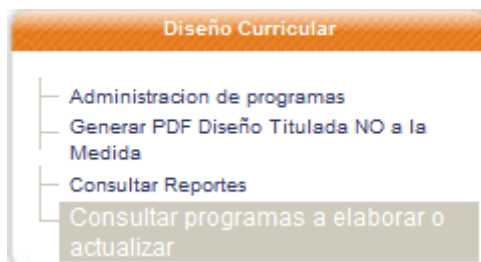 Diseño Curricular
Administracion de programas
Generar PDF Diseño Titulada NO a la
Medida
Consultar Reportes
Consultar programas a elaborar o
actualizar